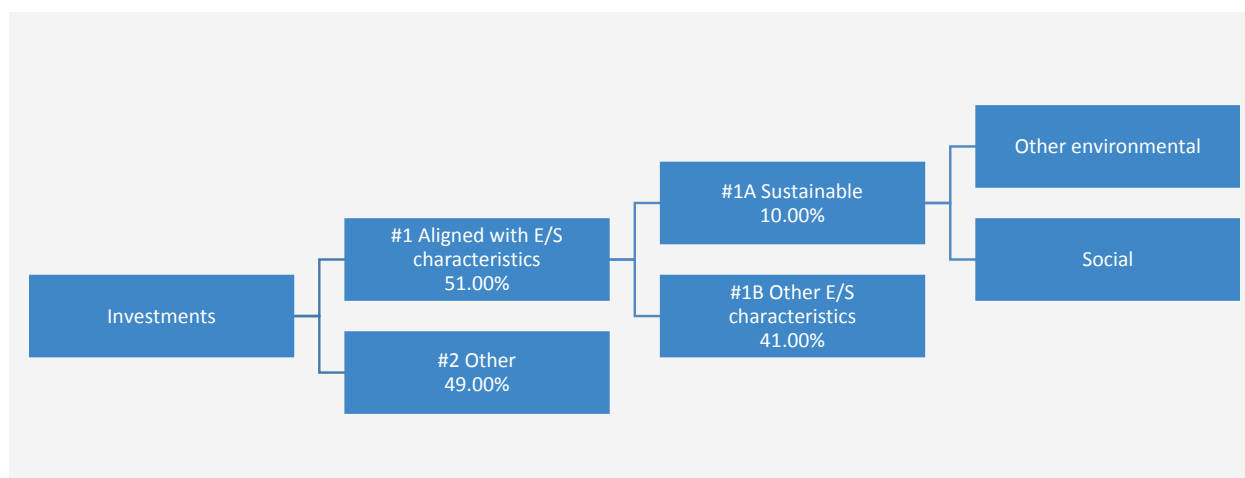 Investments
#1 Aligned with E/S
characteristics
51.00%
#2 Other
49.00%
#1A Sustainable
10.00%
#1B Other E/S
characteristics
41.00%
Other environmental
Social